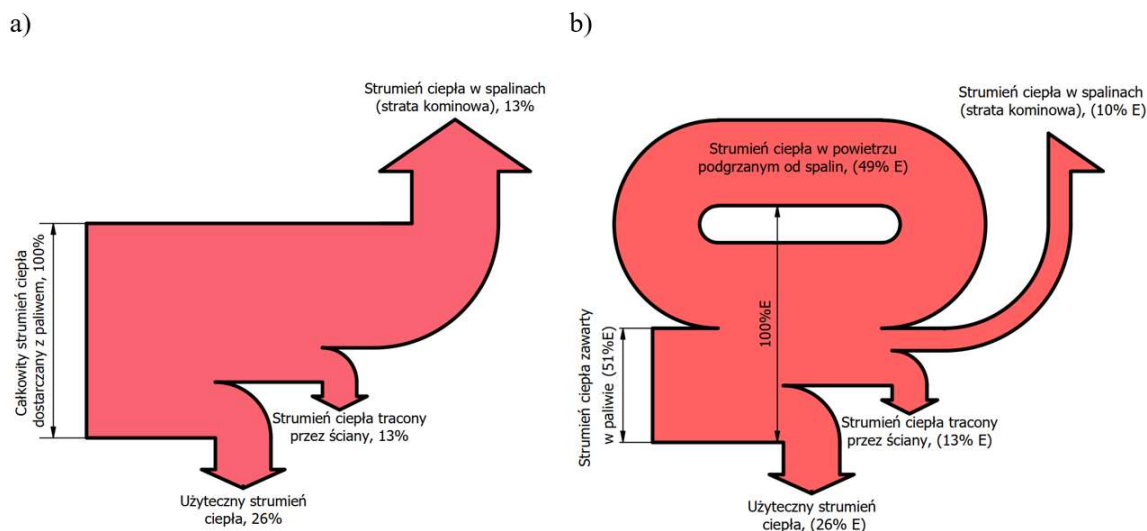 a)
Strumień ciepła w spalinach
(strata kominowa), 13%
Całkowity strumień ciepła
dostarczany z paliwem, 100%
Strumień ciepła tracony
przez ściany, 13%
Użyteczny strumień
ciepła, 26%
b)
Strumień ciepła w spalinach
(strata kominowa), (10% E)
Strumień ciepła w powietrzu
podgrzanym od spalin, (49% E)
100%E
Strumień ciepła zawarty
w paliwie (51%E)
Strumień ciepła tracony
przez ściany, (13% E)
Użyteczny strumień
ciepła, (26% E)